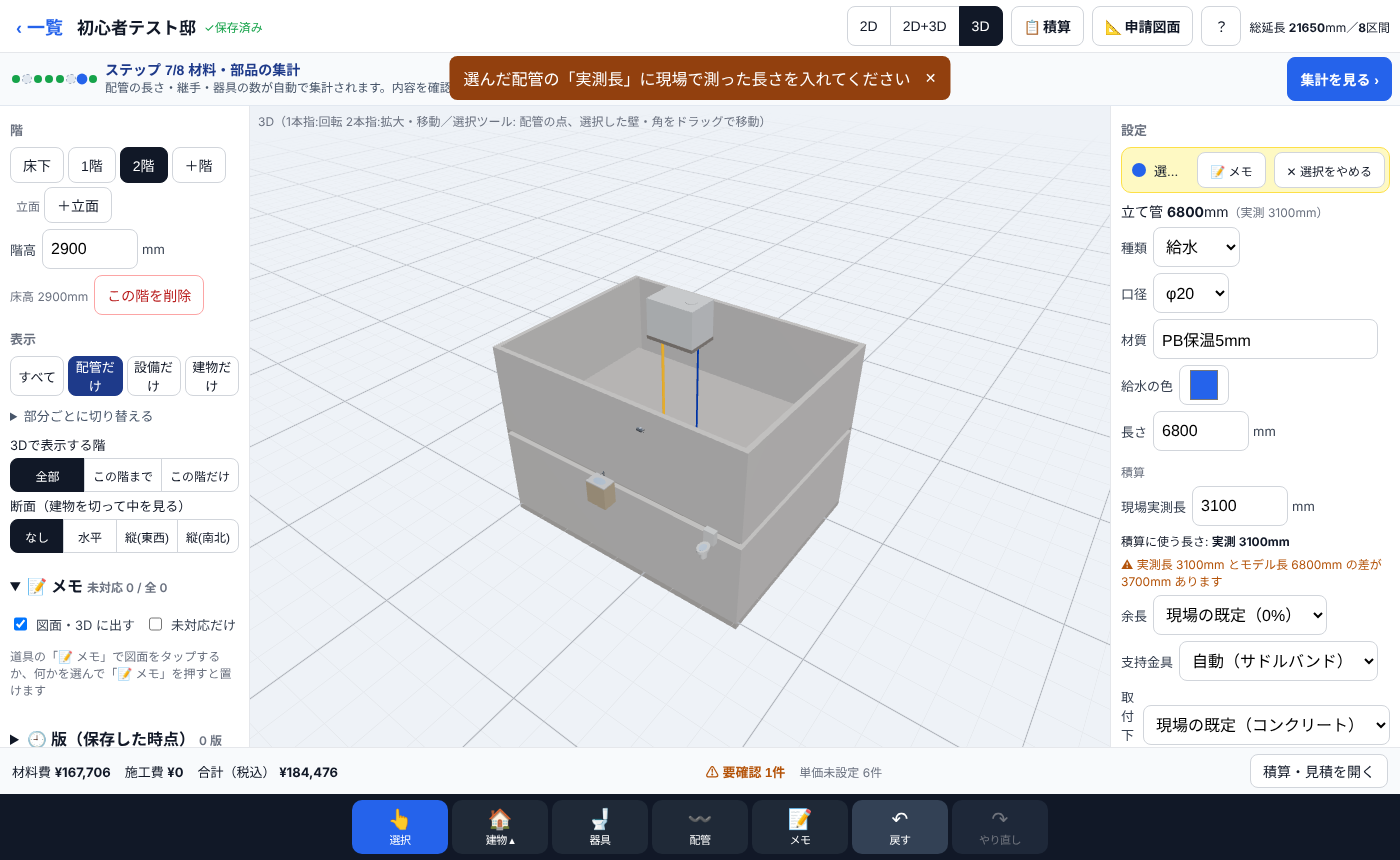 ‹ 一覧 初心者テスト邸 ✓保存済み
2D 2D+3D 3D 📋 積算 📐 申請図面 ? 総延長 21650mm／8区間
ステップ 7/8 材料・部品の集計
配管の長さ・継手・器具の数が自動で集計されます。内容を確認
選んだ配管の「実測長」に現場で測った長さを入れてください ×
集計を見る ›
階
床下 1階 2階 ＋階
立面 ＋立面
階高 2900 mm
床高 2900mm この階を削除
表示
すべて 配管だけ 設備だけ 建物だけ
▶ 部分ごとに切り替える
3Dで表示する階
全部 この階まで この階だけ
断面（建物を切って中を見る）
なし 水平 縦(東西) 縦(南北)
▼ 📝 メモ 未対応 0 / 全 0
図面・3D に出す 未対応だけ
道具の「📝 メモ」で図面をタップする
か、何かを選んで「📝 メモ」を押すと置
けます
▶ 🕘 版（保存した時点） 0 版
3D（1本指:回転 2本指:拡大・移動／選択ツール: 配管の点、選択した壁・角をドラッグで移動）
設定
選... 📝 メモ ✕ 選択をやめる
立て管 6800mm（実測 3100mm）
種類 給水
口径 φ20
材質 PB保温5mm
給水の色
長さ 6800 mm
積算
現場実測長 3100 mm
積算に使う長さ: 実測 3100mm
⚠ 実測長 3100mm とモデル長 6800mm の差が
3700mm あります
余長 現場の既定（0%）
支持金具 自動（サドルバンド）
取付下 現場の既定（コンクリート）
材料費 ¥167,706 施工費 ¥0 合計（税込） ¥184,476
⚠ 要確認 1件 単価未設定 6件
積算・見積を開く
選択 建物▲ 器具 配管 メモ 戻す やり直し